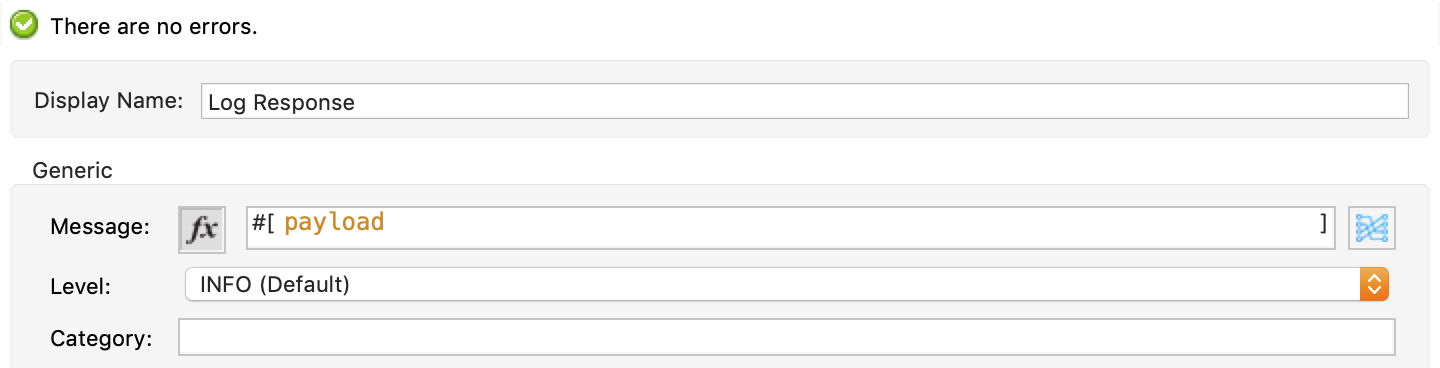 There are no errors.
Display Name: Log Response
Generic
Message: fx #[ payload ]
Level: INFO (Default)
Category: